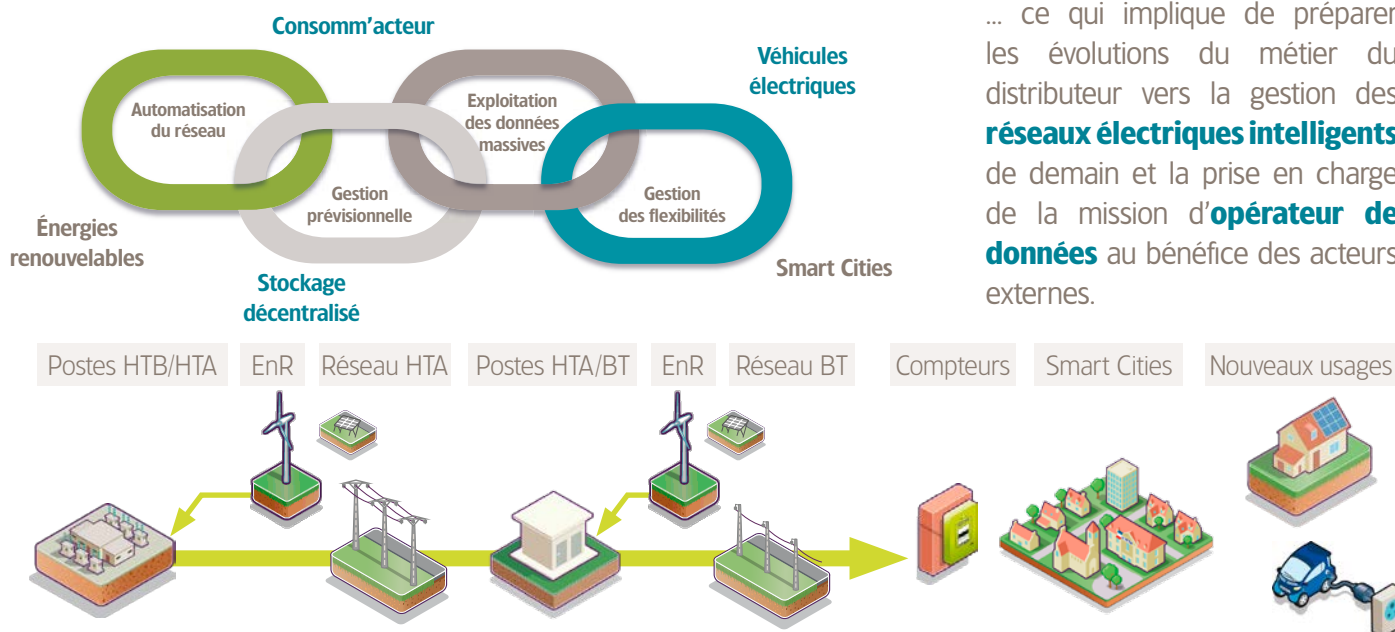 Consomm'acteur
Véhicules
électriques
Automatisation
du réseau
Exploitation
des données
massives
Gestion
prévisionnelle
Gestion
des flexibilités
Énergies
renouvelables
Stockage
décentralisé
Smart Cities
... ce qui implique de préparer
les évolutions du métier du
distributeur vers la gestion des
réseaux électriques intelligents
de demain et la prise en charge
de la mission d'opérateur de
données au bénéfice des acteurs
externes.
Postes HTB/HTA
EnR
Réseau HTA
Postes HTA/BT
EnR
Réseau BT
Compteurs
Smart Cities
Nouveaux usages